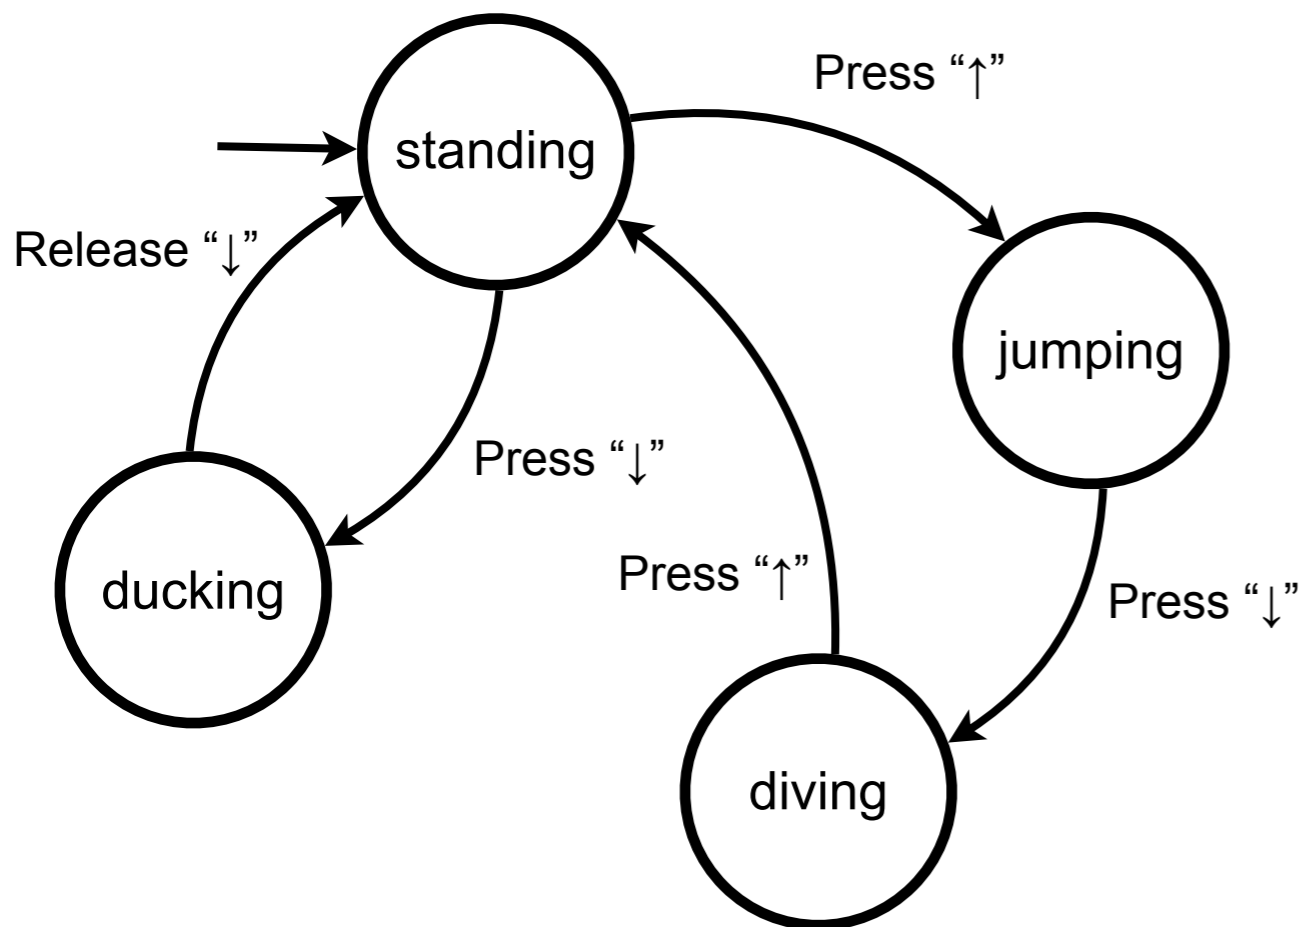 Press “↑”
standing
Release “↓”
jumping
Press “↓”
Press “↑”
ducking
Press “↓”
diving